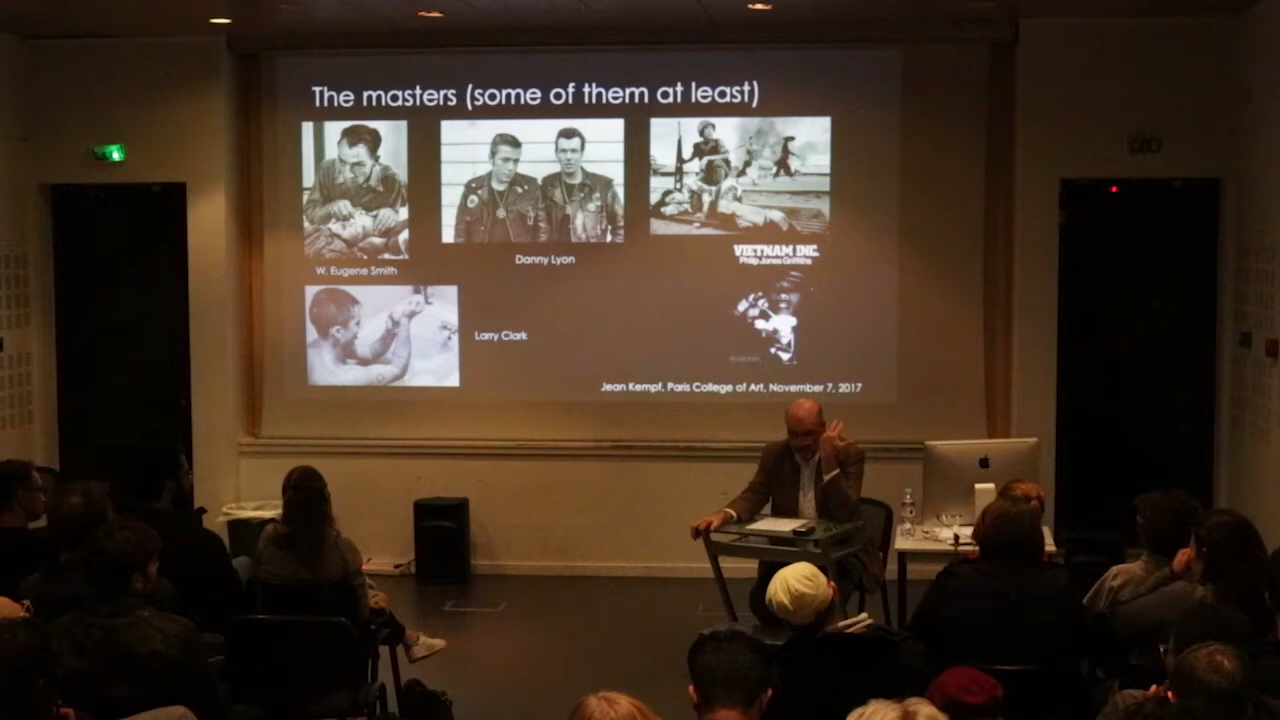 The masters (some of them at least)
W. Eugene Smith
Danny Lyon
VIETNAM INC.
Philip Jones Griffiths
Larry Clark
Jean Kempf, Paris College of Art, November 7, 2017